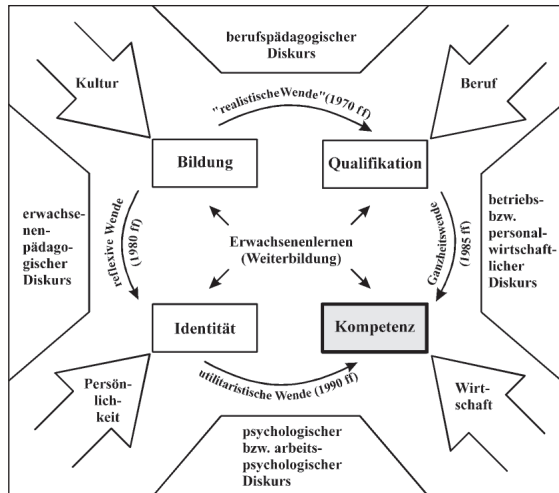 berufspädagogischer
Diskurs
Kultur
Beruf
"realistische Wende" (1970 ff)
Bildung
Qualifikation
erwachse-
nen-
pädago-
gischer
Diskurs
reflexive Wende
(1980 ff)
Erwachsenenlernen
(Weiterbildung)
Ganzheitswende
(1985 ff)
betriebs-
bzw.
personal-
wirtschaft-
licher
Diskurs
Identität
Kompetenz
Persön-
lich-
keit
utilitaristische Wende (1990 ff)
Wirt-
schaft
psychologischer
bzw. arbeits-
psychologischer
Diskurs